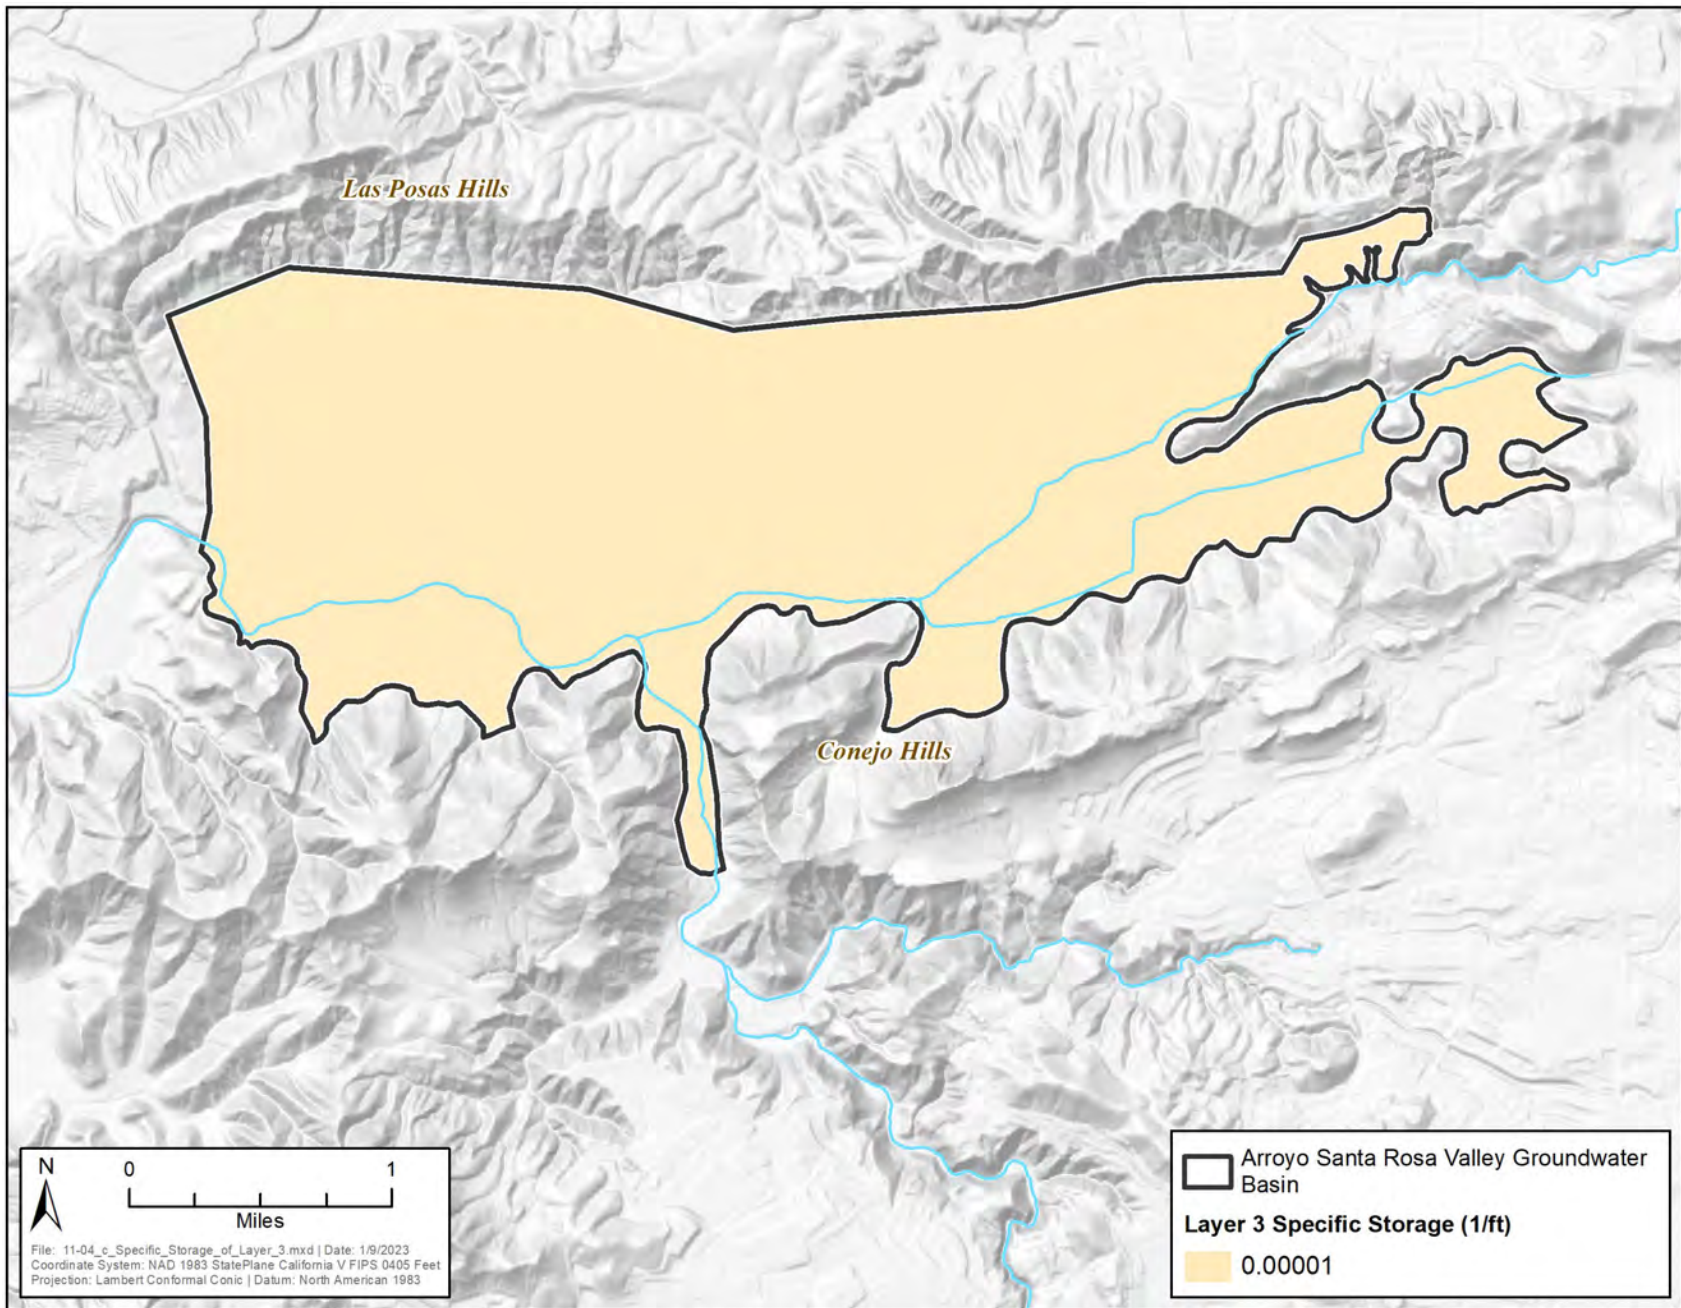 Las Posas Hills
Conejo Hills
N
0 1
Miles
File: 11-04_c_Specific_Storage_of_Layer_3.mxd | Date: 1/9/2023
Coordinate System: NAD 1983 StatePlane California V FIPS 0405 Feet
Projection: Lambert Conformal Conic | Datum: North American 1983
Arroyo Santa Rosa Valley Groundwater
Basin
Layer 3 Specific Storage (1/ft)
0.00001